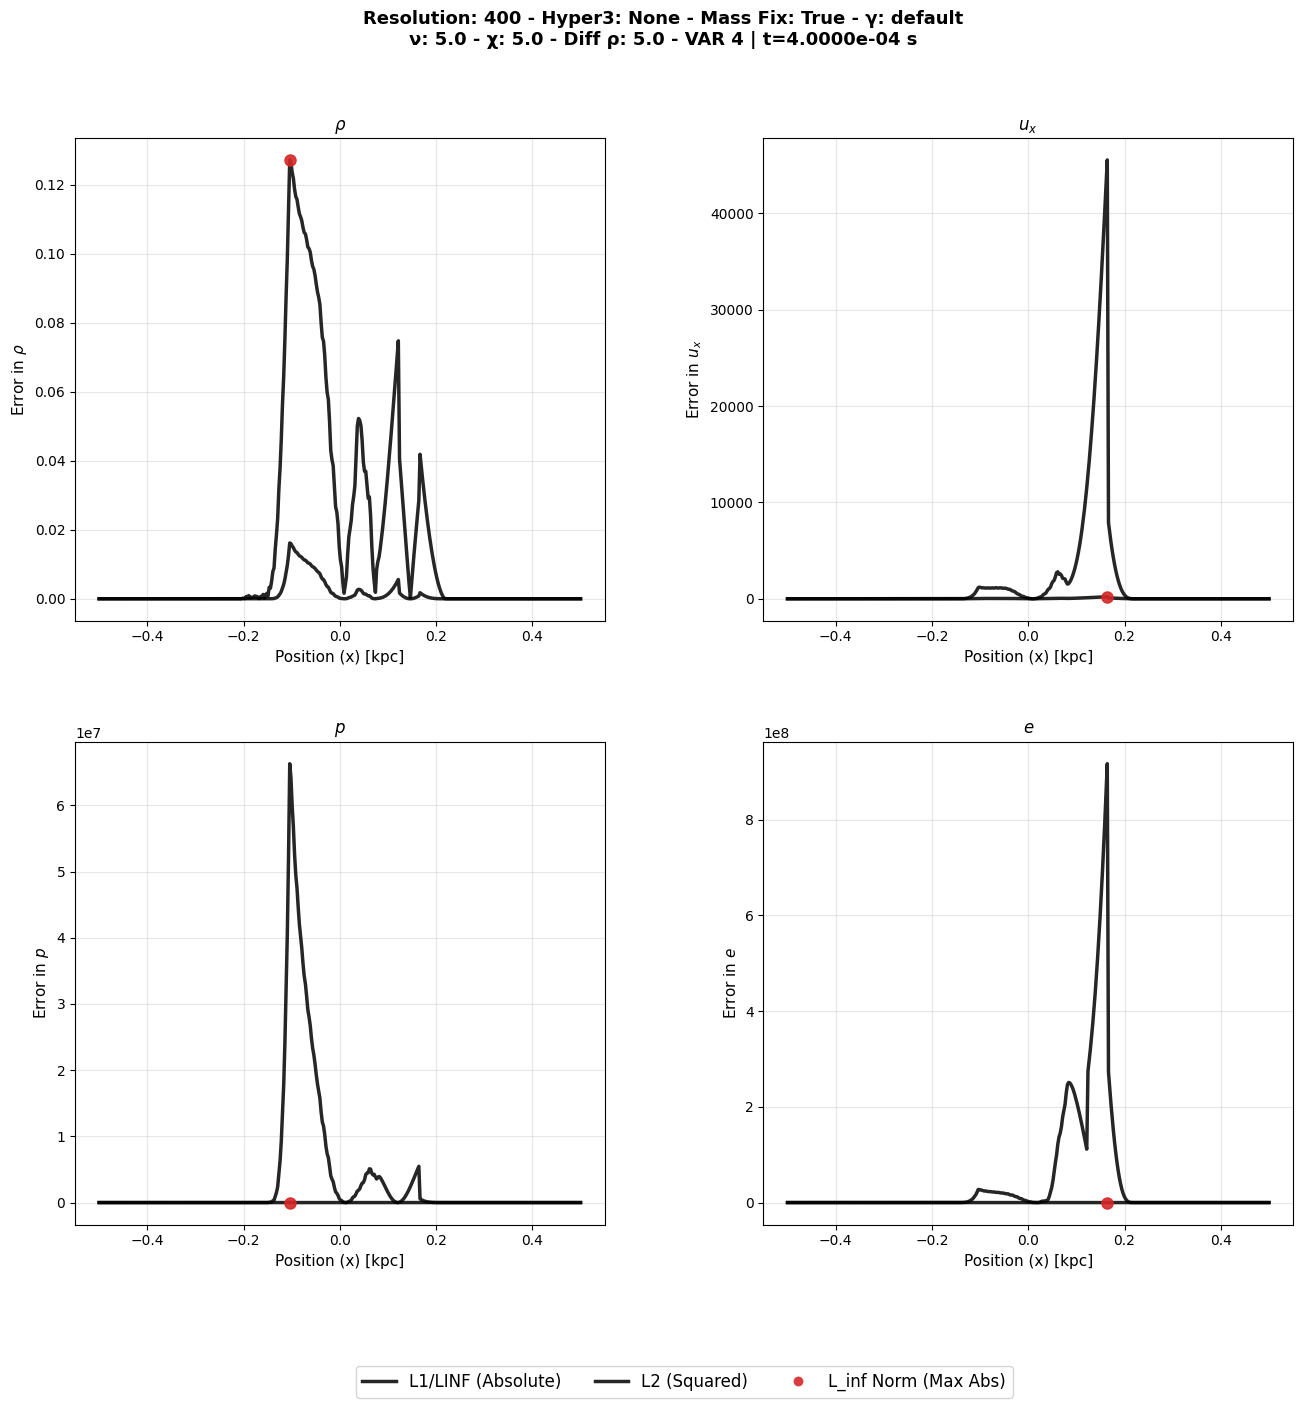 Resolution: 400 - Hyper3: None - Mass Fix: True - γ: default
ν: 5.0 - χ: 5.0 - Diff ρ: 5.0 - VAR 4 | t=4.0000e-04 s
ρ
Error in ρ
0.12
0.10
0.08
0.06
0.04
0.02
0.00
−0.4 −0.2 0.0 0.2 0.4
Position (x) [kpc]
u_x
Error in u_x
40000
30000
20000
10000
0
−0.4 −0.2 0.0 0.2 0.4
Position (x) [kpc]
p
1e7
Error in p
6
5
4
3
2
1
0
−0.4 −0.2 0.0 0.2 0.4
Position (x) [kpc]
e
1e8
Error in e
8
6
4
2
0
−0.4 −0.2 0.0 0.2 0.4
Position (x) [kpc]
L1/LINF (Absolute) L2 (Squared) L_inf Norm (Max Abs)